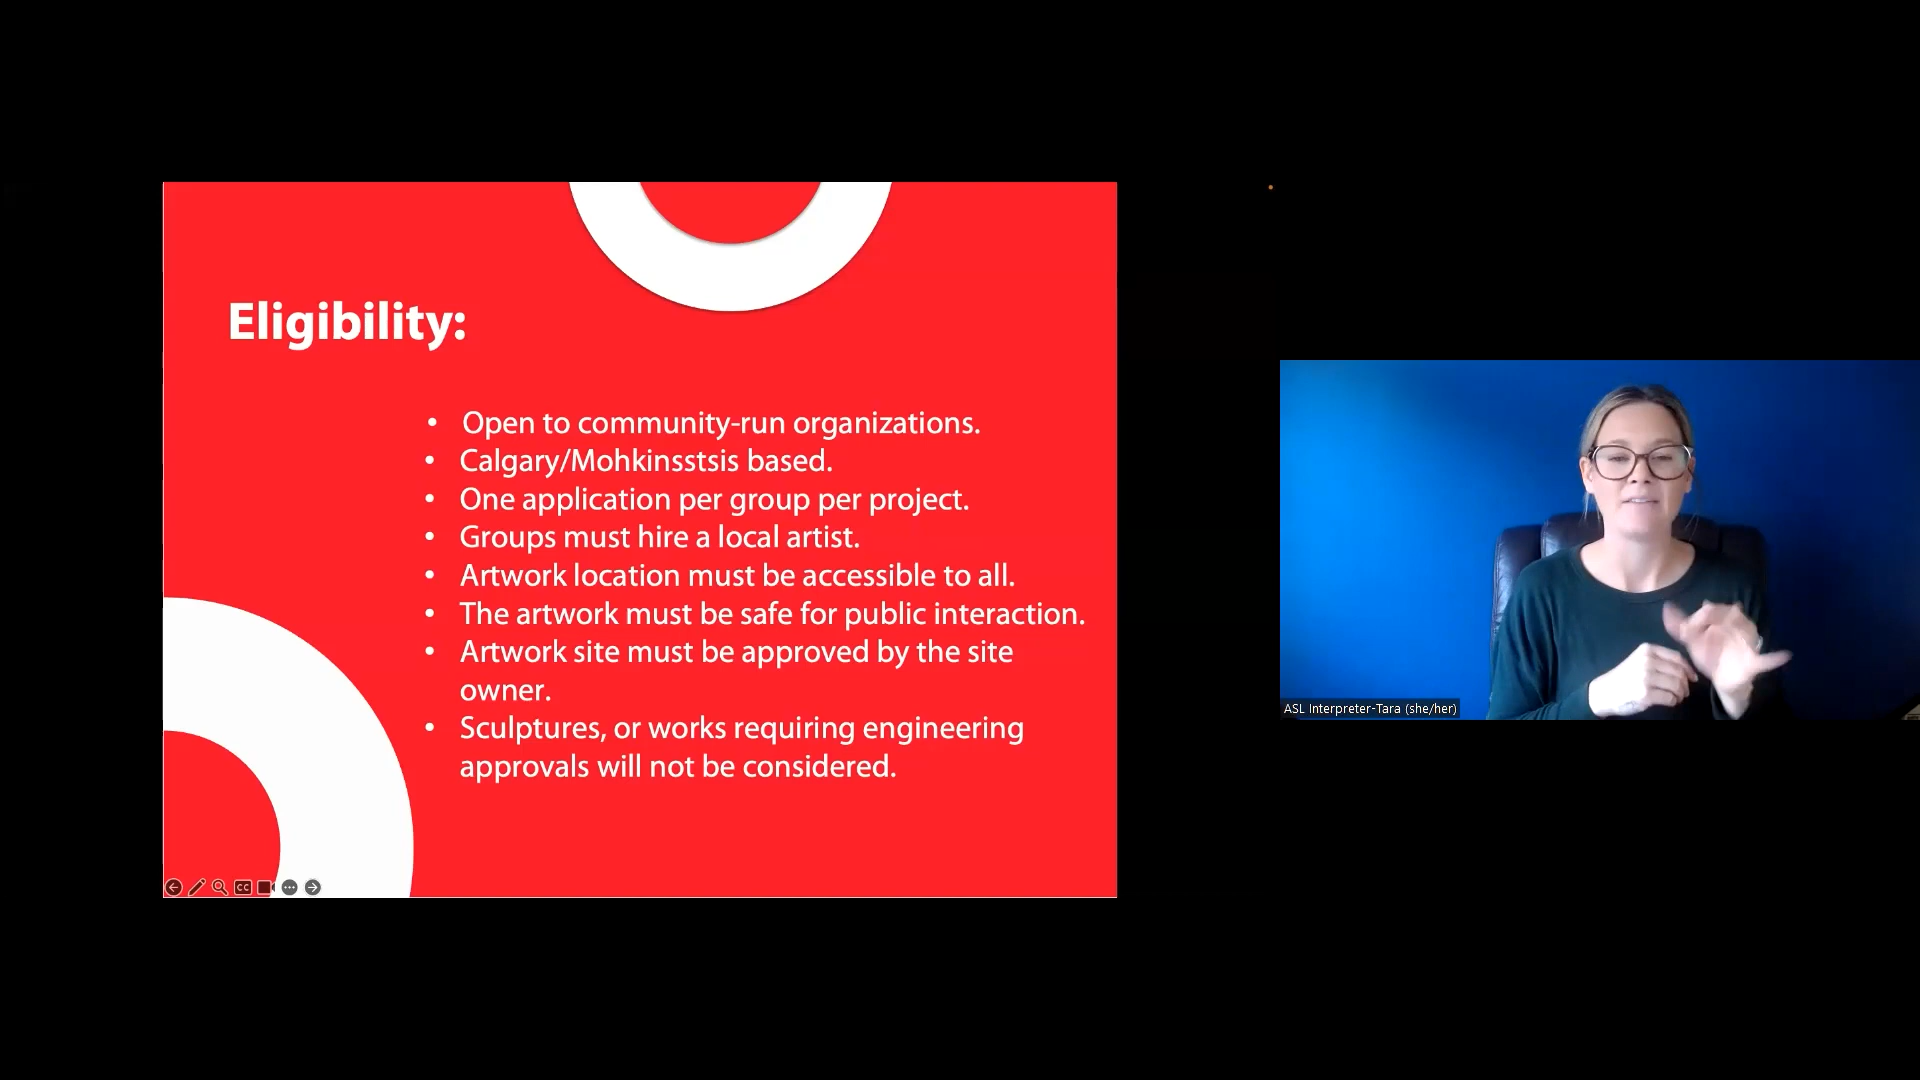 Eligibility:
• Open to community-run organizations.
• Calgary/Mohkinsstsis based.
• One application per group per project.
• Groups must hire a local artist.
• Artwork location must be accessible to all.
• The artwork must be safe for public interaction.
• Artwork site must be approved by the site
owner.
• Sculptures, or works requiring engineering
approvals will not be considered.
CC
ASL Interpreter-Tara (she/her)